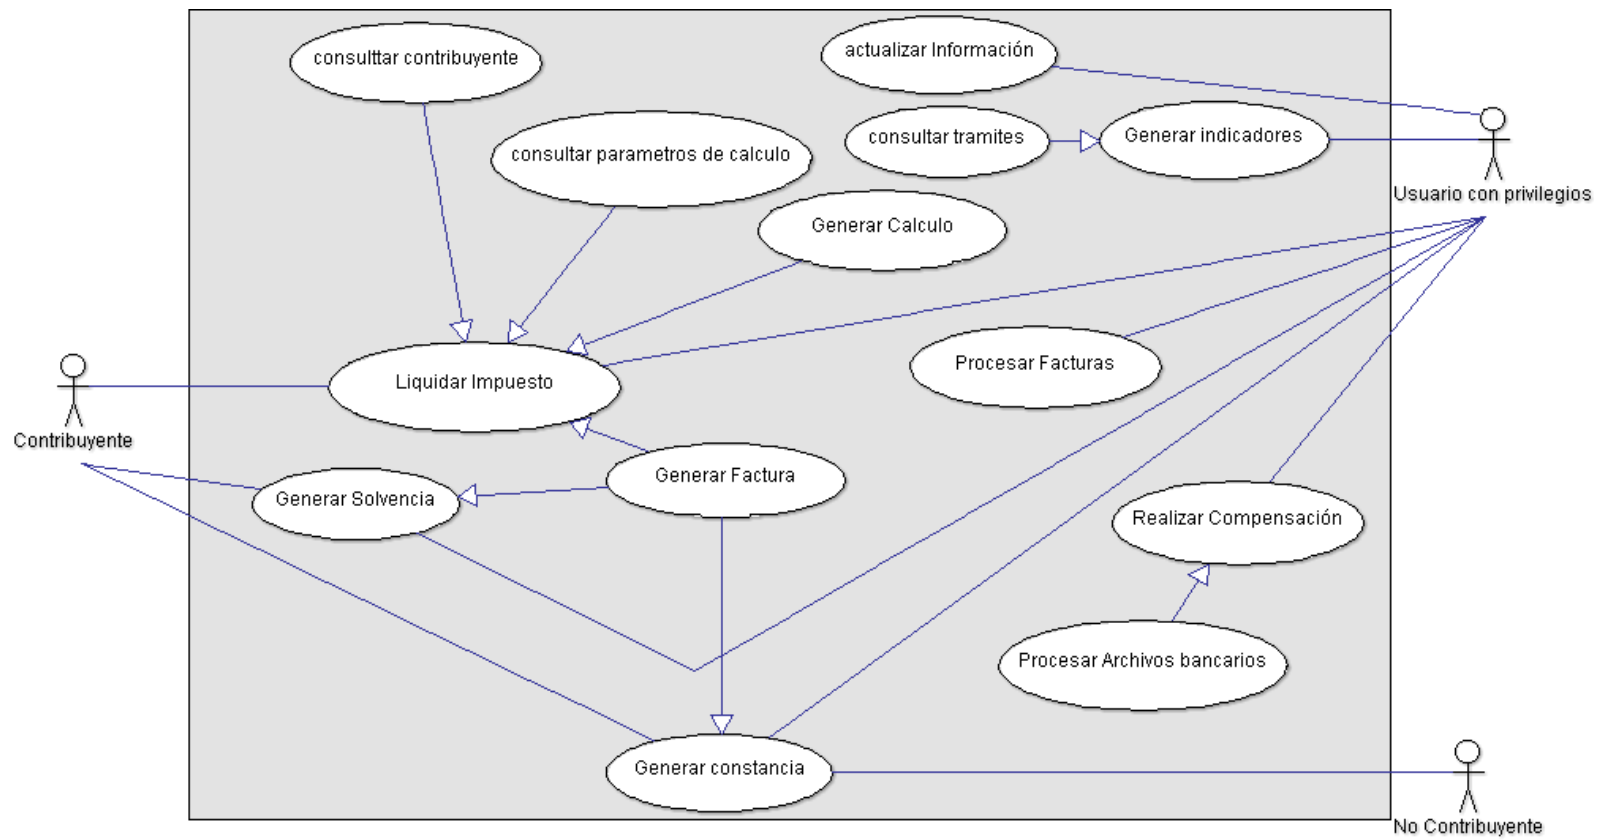 consulttar contribuyente
actualizar Información
consultar tramites
Generar indicadores
consultar parametros de calculo
Usuario con privilegios
Generar Calculo
Procesar Facturas
Liquidar Impuesto
Contribuyente
Generar Factura
Generar Solvencia
Realizar Compensación
Procesar Archivos bancarios
Generar constancia
No Contribuyente